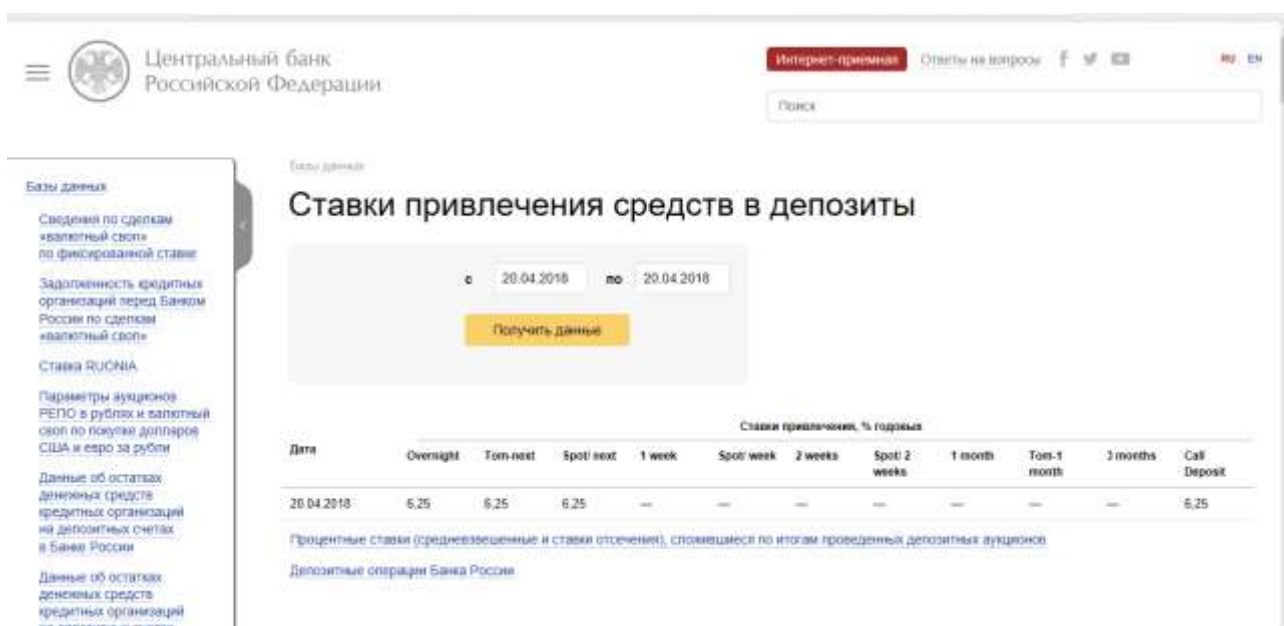 Центральный банк
Российской Федерации
Интернет-приемная
Ответы на вопросы
RU EN
Поиск
Базы данных
Сведения по сделкам
«валютный своп»
по фиксированной ставке
Задолженность кредитных
организаций перед Банком
России по сделкам
«валютный своп»
Ставка RUONIA
Параметры аукционов
РЕПО в рублях и валютный
своп по покупке долларов
США и евро за рубли
Данные об остатках
денежных средств
кредитных организаций
на депозитных счетах
в Банке России
Данные об остатках
денежных средств
кредитных организаций
Базы данных
Ставки привлечения средств в депозиты
с 20.04.2018 по 20.04.2018
Получить данные
Ставки привлечения, % годовых
Дата Overnight Tom-next Spot/ next 1 week Spot/ week 2 weeks Spot/ 2 weeks 1 month Tom-1 month 3 months Call Deposit
20.04.2018 6,25 6,25 6,25 — — — — — — — 6,25
Процентные ставки (средневзвешенные и ставки отсечения), сложившиеся по итогам проведенных депозитных аукционов
Депозитные операции Банка России